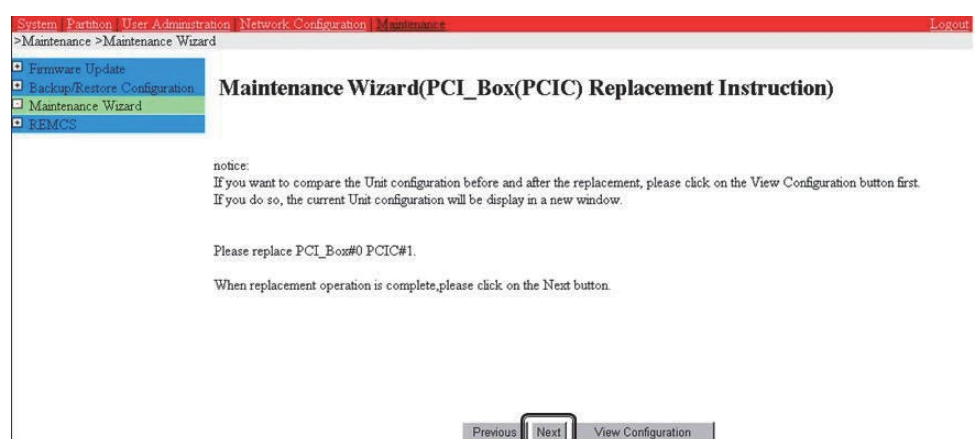 System | Partition | User Administration | Network Configuration | Maintenance Logout
>Maintenance >Maintenance Wizard
Firmware Update
Backup/Restore Configuration
Maintenance Wizard
REMCS
Maintenance Wizard(PCI_Box(PCIC) Replacement Instruction)
notice:
If you want to compare the Unit configuration before and after the replacement, please click on the View Configuration button first.
If you do so, the current Unit configuration will be display in a new window.
Please replace PCI_Box#0 PCIC#1.
When replacement operation is complete,please click on the Next button.
Previous Next View Configuration